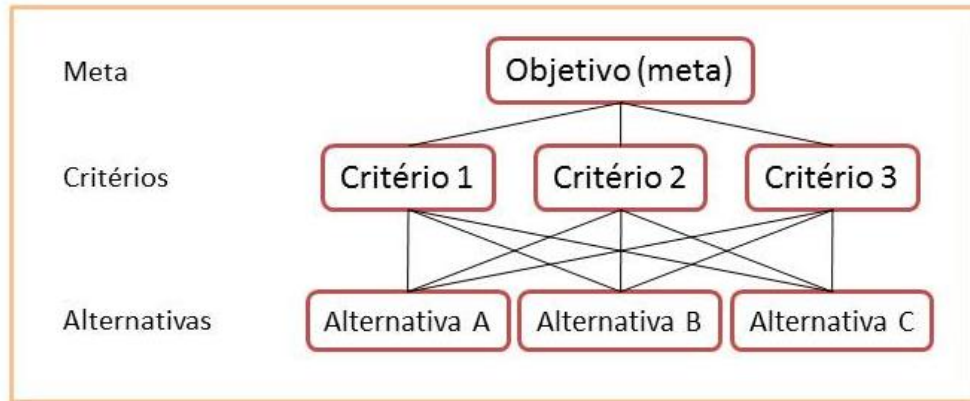 Meta
Objetivo (meta)
Critérios
Critério 1
Critério 2
Critério 3
Alternativas
Alternativa A
Alternativa B
Alternativa C